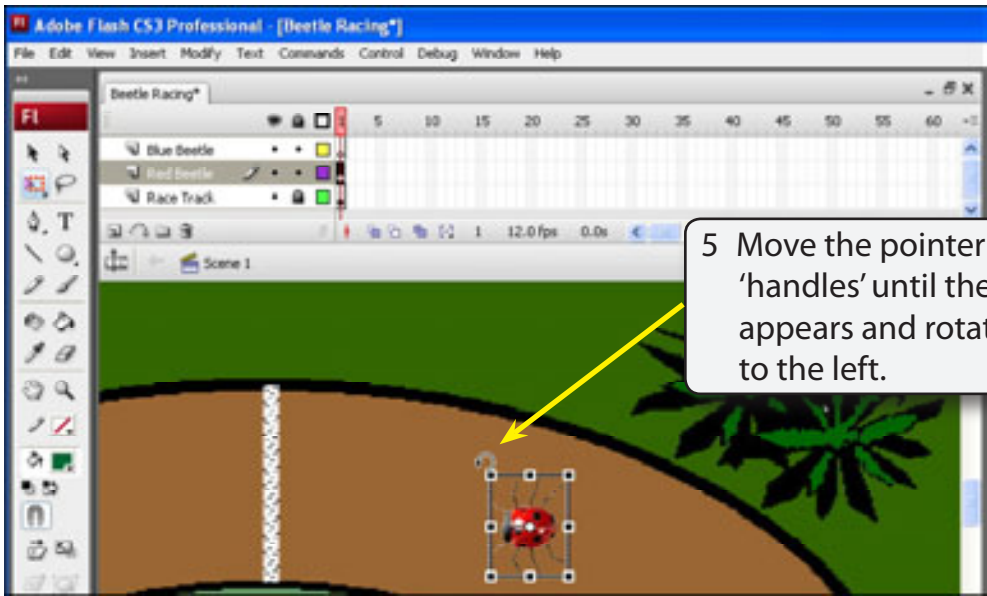 Adobe Flash CS3 Professional - [Beetle Racing*]
File Edit View Insert Modify Text Commands Control Debug Window Help
Beetle Racing*
Fl
5 10 15 20 25 30 35 40 45 50 55 60
Blue Beetle
Red Beetle
Race Track
1 12.0 fps 0.0s
Scene 1
T
5 Move the pointer
‘handles’ until the
appears and rotat
to the left.